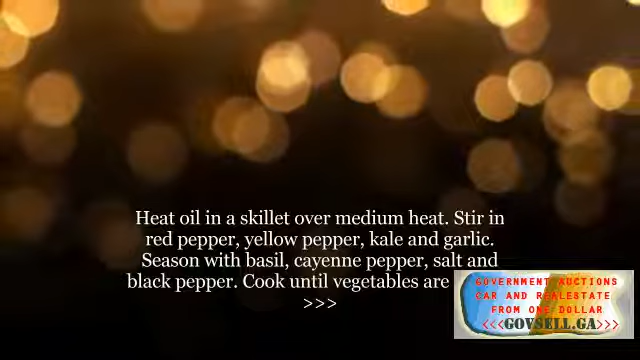 Heat oil in a skillet over medium heat. Stir in
red pepper, yellow pepper, kale and garlic.
Season with basil, cayenne pepper, salt and
black pepper. Cook until vegetables are
>>>
GOVERNMENT AUCTIONS
CAR AND REALESTATE
FROM ONE DOLLAR
<<<GOVSELL.GA>>>